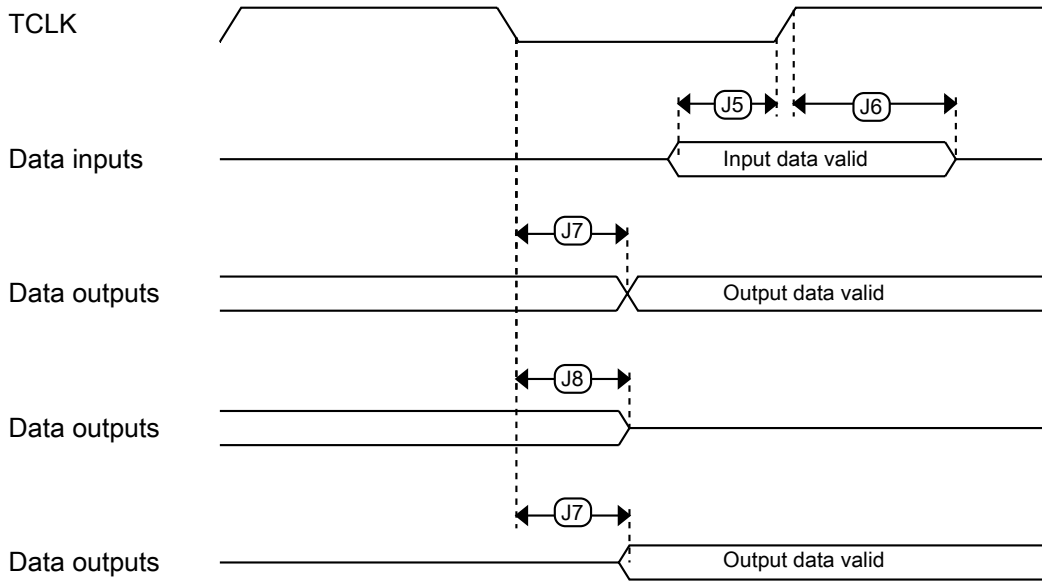 TCLK
J5
J6
Data inputs
Input data valid
J7
Data outputs
Output data valid
J8
Data outputs
J7
Data outputs
Output data valid